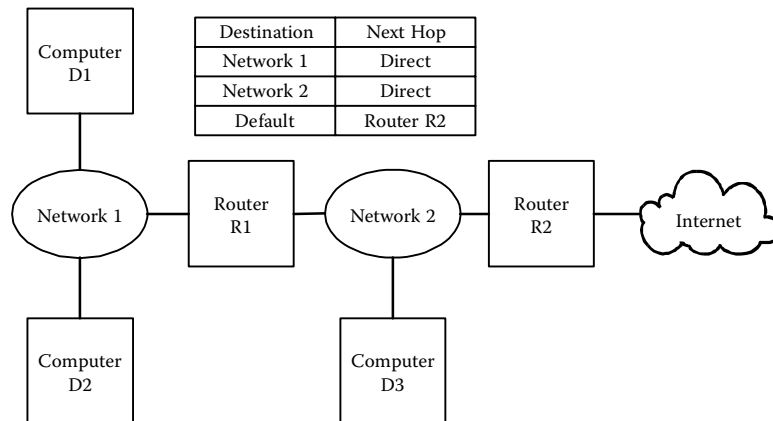 Computer
D1
Destination Next Hop
Network 1 Direct
Network 2 Direct
Default Router R2
Network 1
Router
R1
Network 2
Router
R2
Internet
Computer
D2
Computer
D3